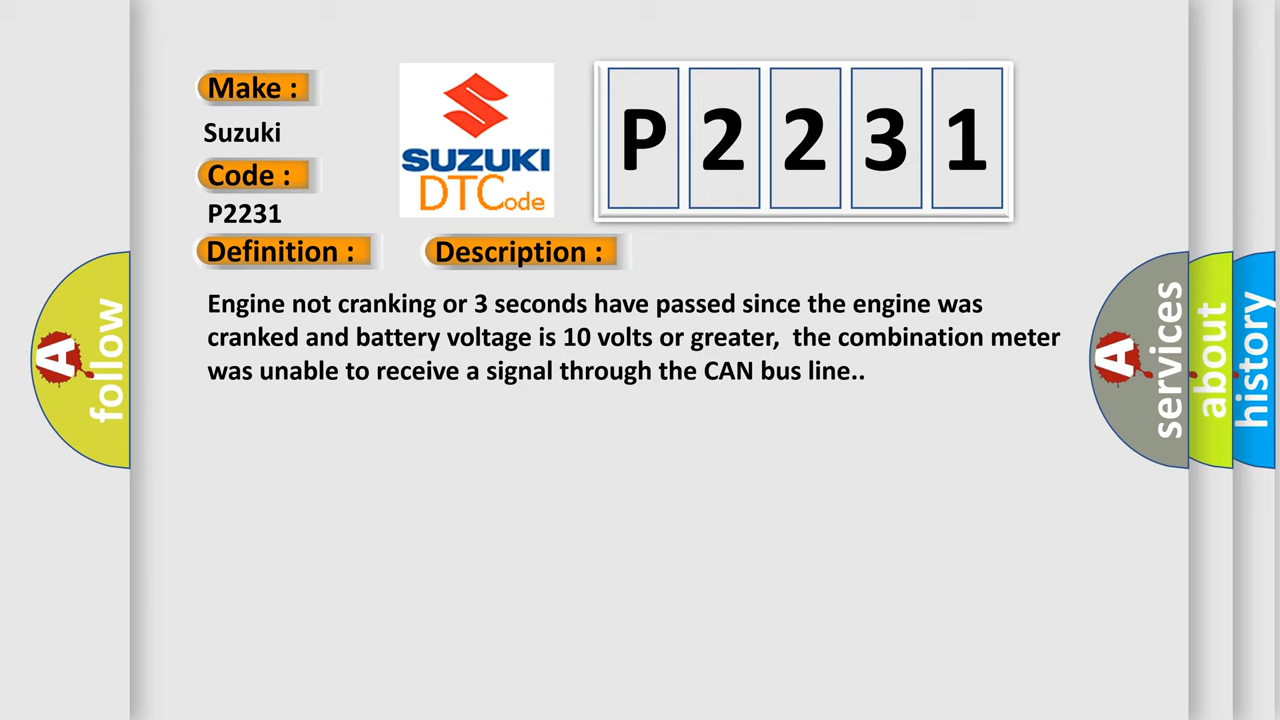 Make :
Suzuki
Code :
P2231
Definition :
Description :
SUZUKI
DTCode
P 2 2 3 1
Engine not cranking or 3 seconds have passed since the engine was
cranked and battery voltage is 10 volts or greater,  the combination meter
was unable to receive a signal through the CAN bus line..
A
follow
A
services
about
history